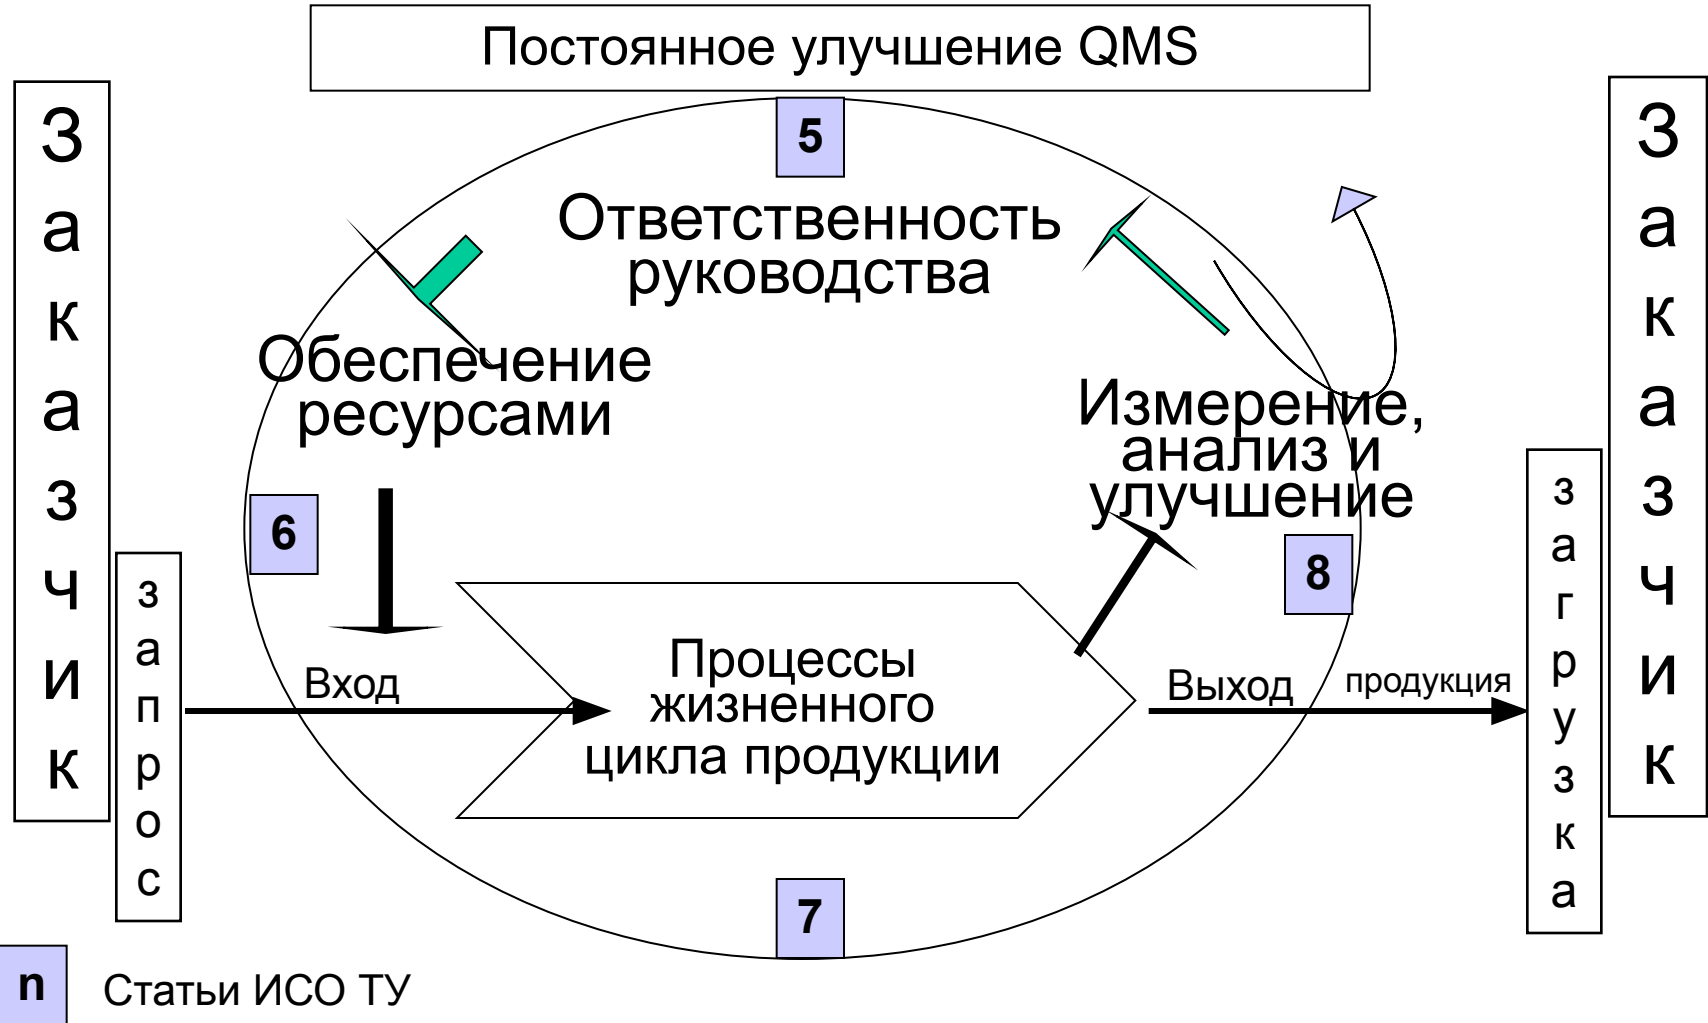 Постоянное улучшение QMS
Заказчик
Заказчик
5
Ответственность
руководства
Обеспечение
ресурсами
Измерение,
анализ и
улучшение
6
8
запрос
загрузка
Вход
Процессы
жизненного
цикла продукции
Выход
продукция
7
n
Статьи ИСО ТУ